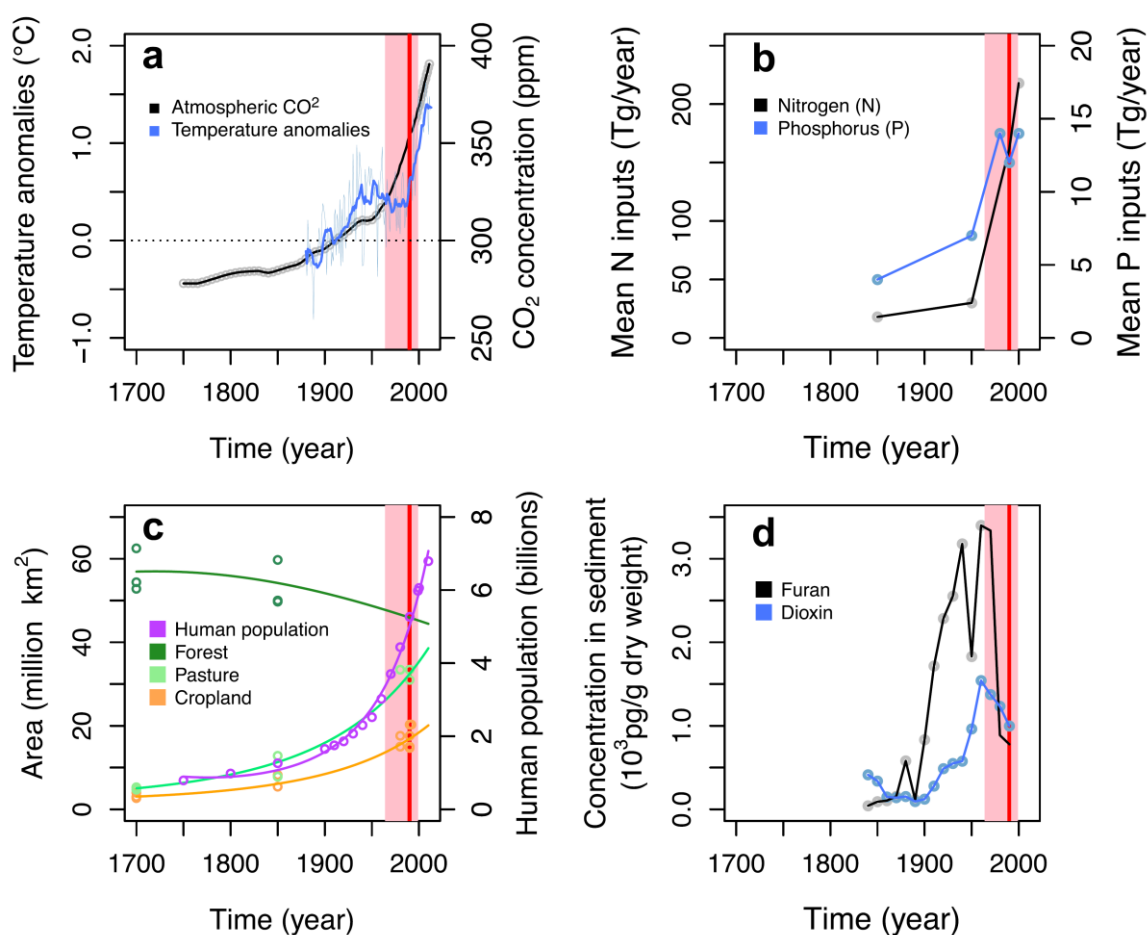 a
Atmospheric CO²
Temperature anomalies
Temperature anomalies (°C)
−1.0
0.0
1.0
2.0
CO₂ concentration (ppm)
250
300
350
400
1700
1800
1900
2000
Time (year)
b
Nitrogen (N)
Phosphorus (P)
Mean N inputs (Tg/year)
0
50
100
200
Mean P inputs (Tg/year)
0
5
10
15
20
1700
1800
1900
2000
Time (year)
c
Human population
Forest
Pasture
Cropland
Area (million km²)
0
20
40
60
Human population (billions)
0
2
4
6
8
1700
1800
1900
2000
Time (year)
d
Furan
Dioxin
Concentration in sediment
(10³pg/g dry weight)
0.0
1.0
2.0
3.0
1700
1800
1900
2000
Time (year)